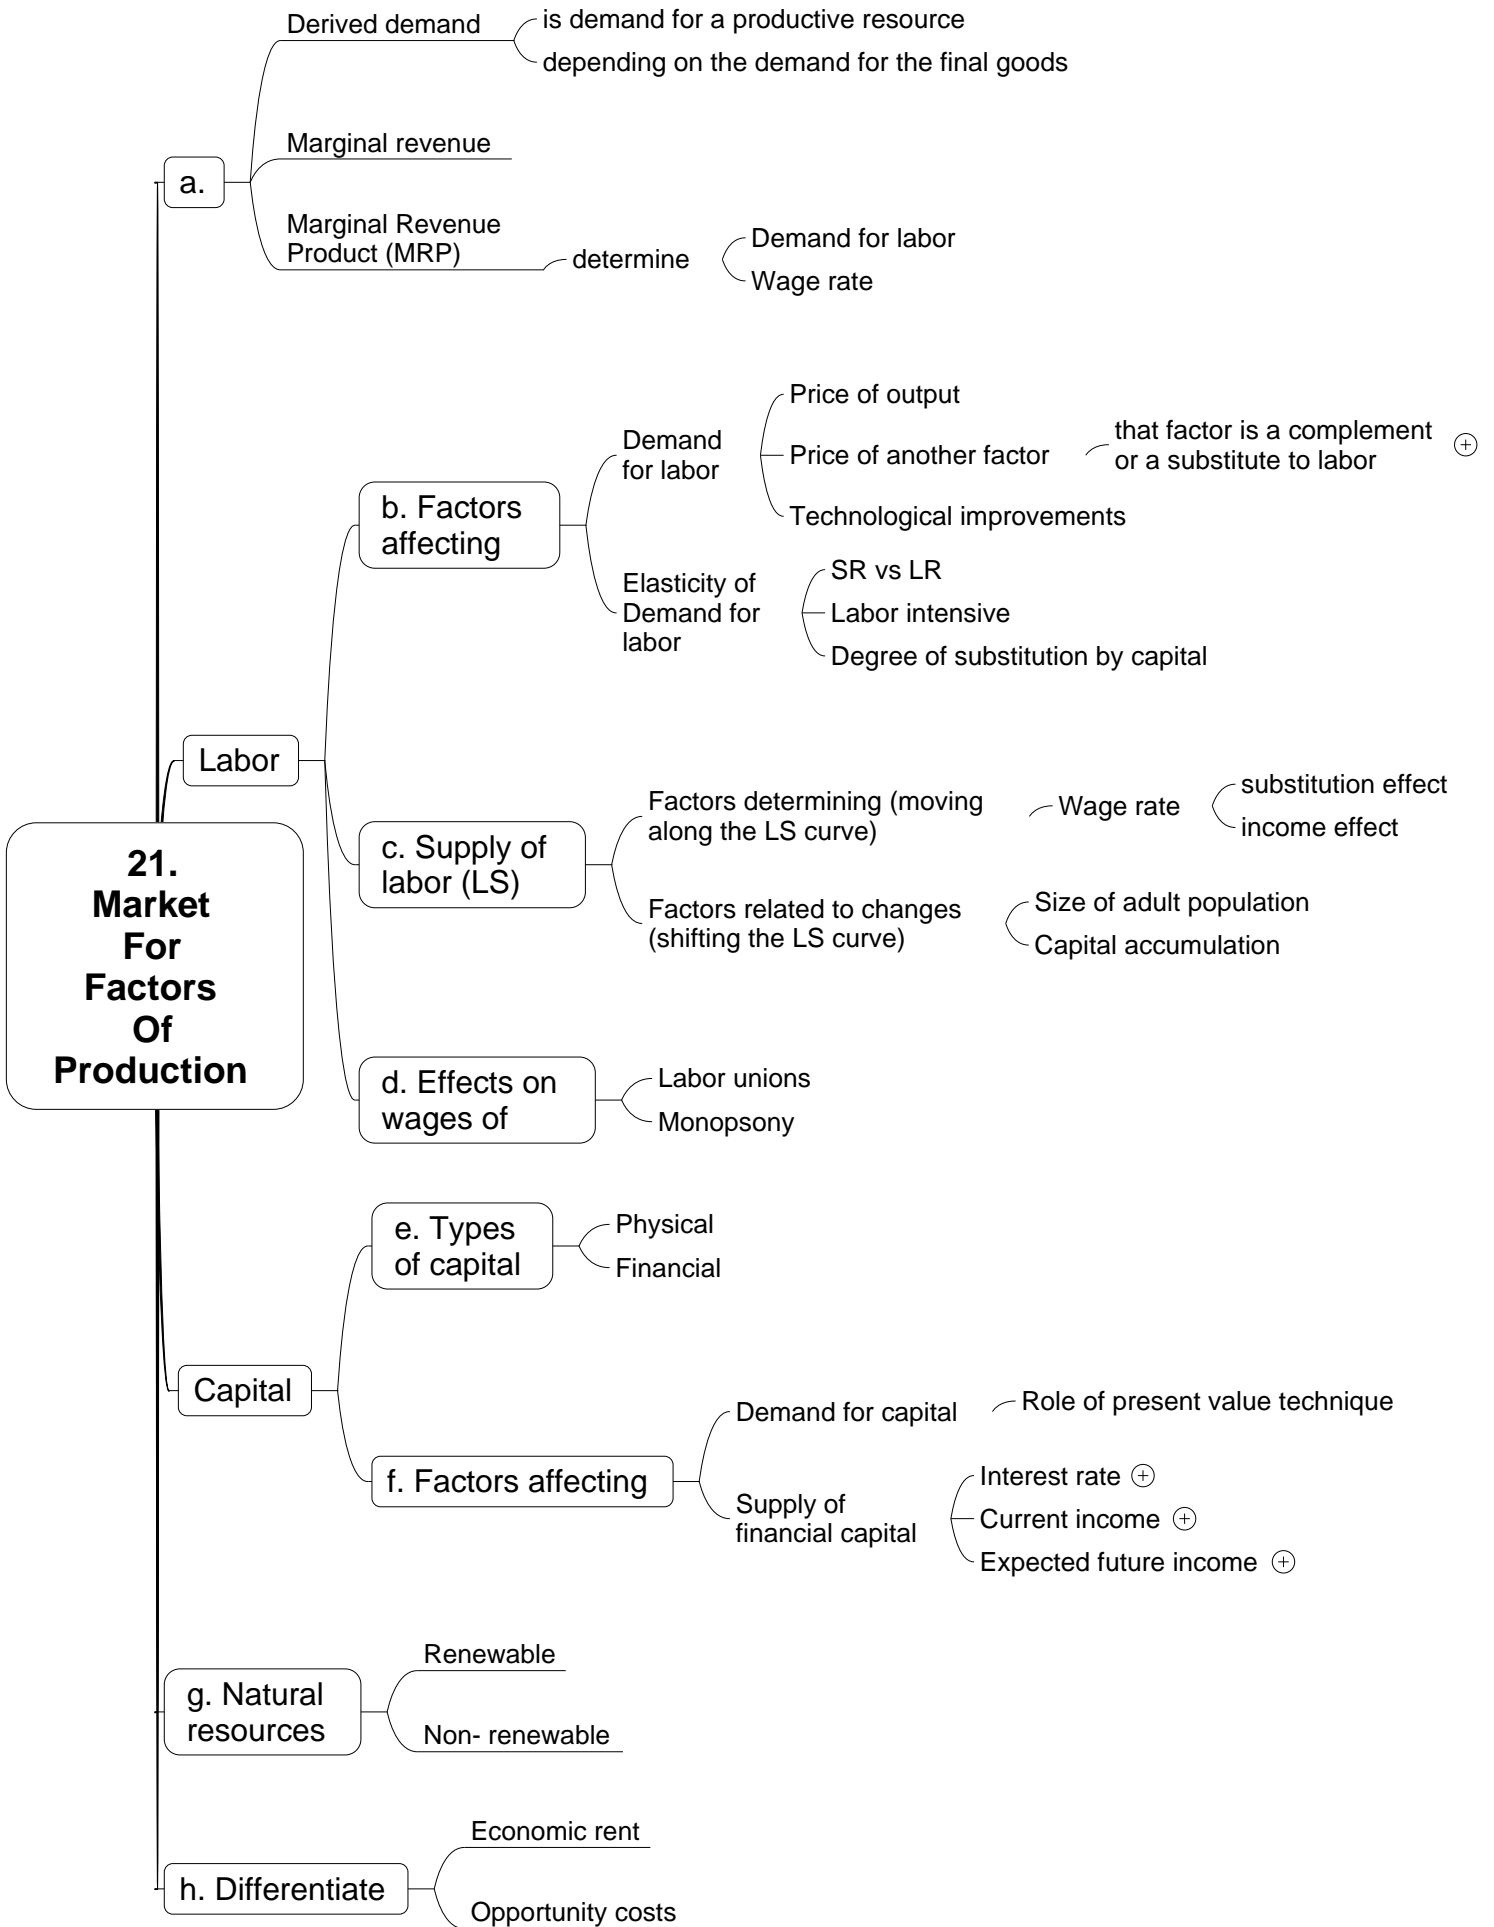 Derived demand
is demand for a productive resource
depending on the demand for the final goods
Marginal revenue
a.
Marginal Revenue
Product (MRP)
determine
Demand for labor
Wage rate
Price of output
Demand
for labor
Price of another factor
that factor is a complement
or a substitute to labor
Technological improvements
b. Factors
affecting
SR vs LR
Elasticity of
Demand for
labor
Labor intensive
Degree of substitution by capital
Labor
Factors determining (moving
along the LS curve)
Wage rate
substitution effect
income effect
c. Supply of
labor (LS)
Factors related to changes
(shifting the LS curve)
Size of adult population
Capital accumulation
21.
Market
For
Factors
Of
Production
d. Effects on
wages of
Labor unions
Monopsony
e. Types
of capital
Physical
Financial
Capital
Demand for capital
Role of present value technique
f. Factors affecting
Supply of
financial capital
Interest rate
Current income
Expected future income
g. Natural
resources
Renewable
Non- renewable
h. Differentiate
Economic rent
Opportunity costs